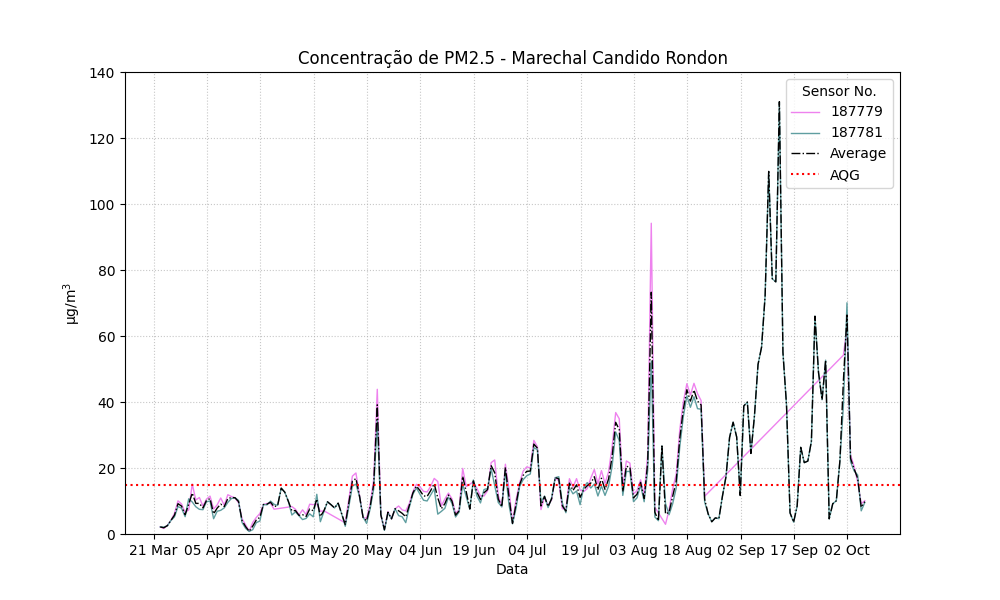 Concentração de PM2.5 - Marechal Candido Rondon
140
120
100
80
60
40
20
0
µg/m³
Sensor No.
187779
187781
Average
AQG
21 Mar 05 Apr 20 Apr 05 May 20 May 04 Jun 19 Jun 04 Jul 19 Jul 03 Aug 18 Aug 02 Sep 17 Sep 02 Oct
Data